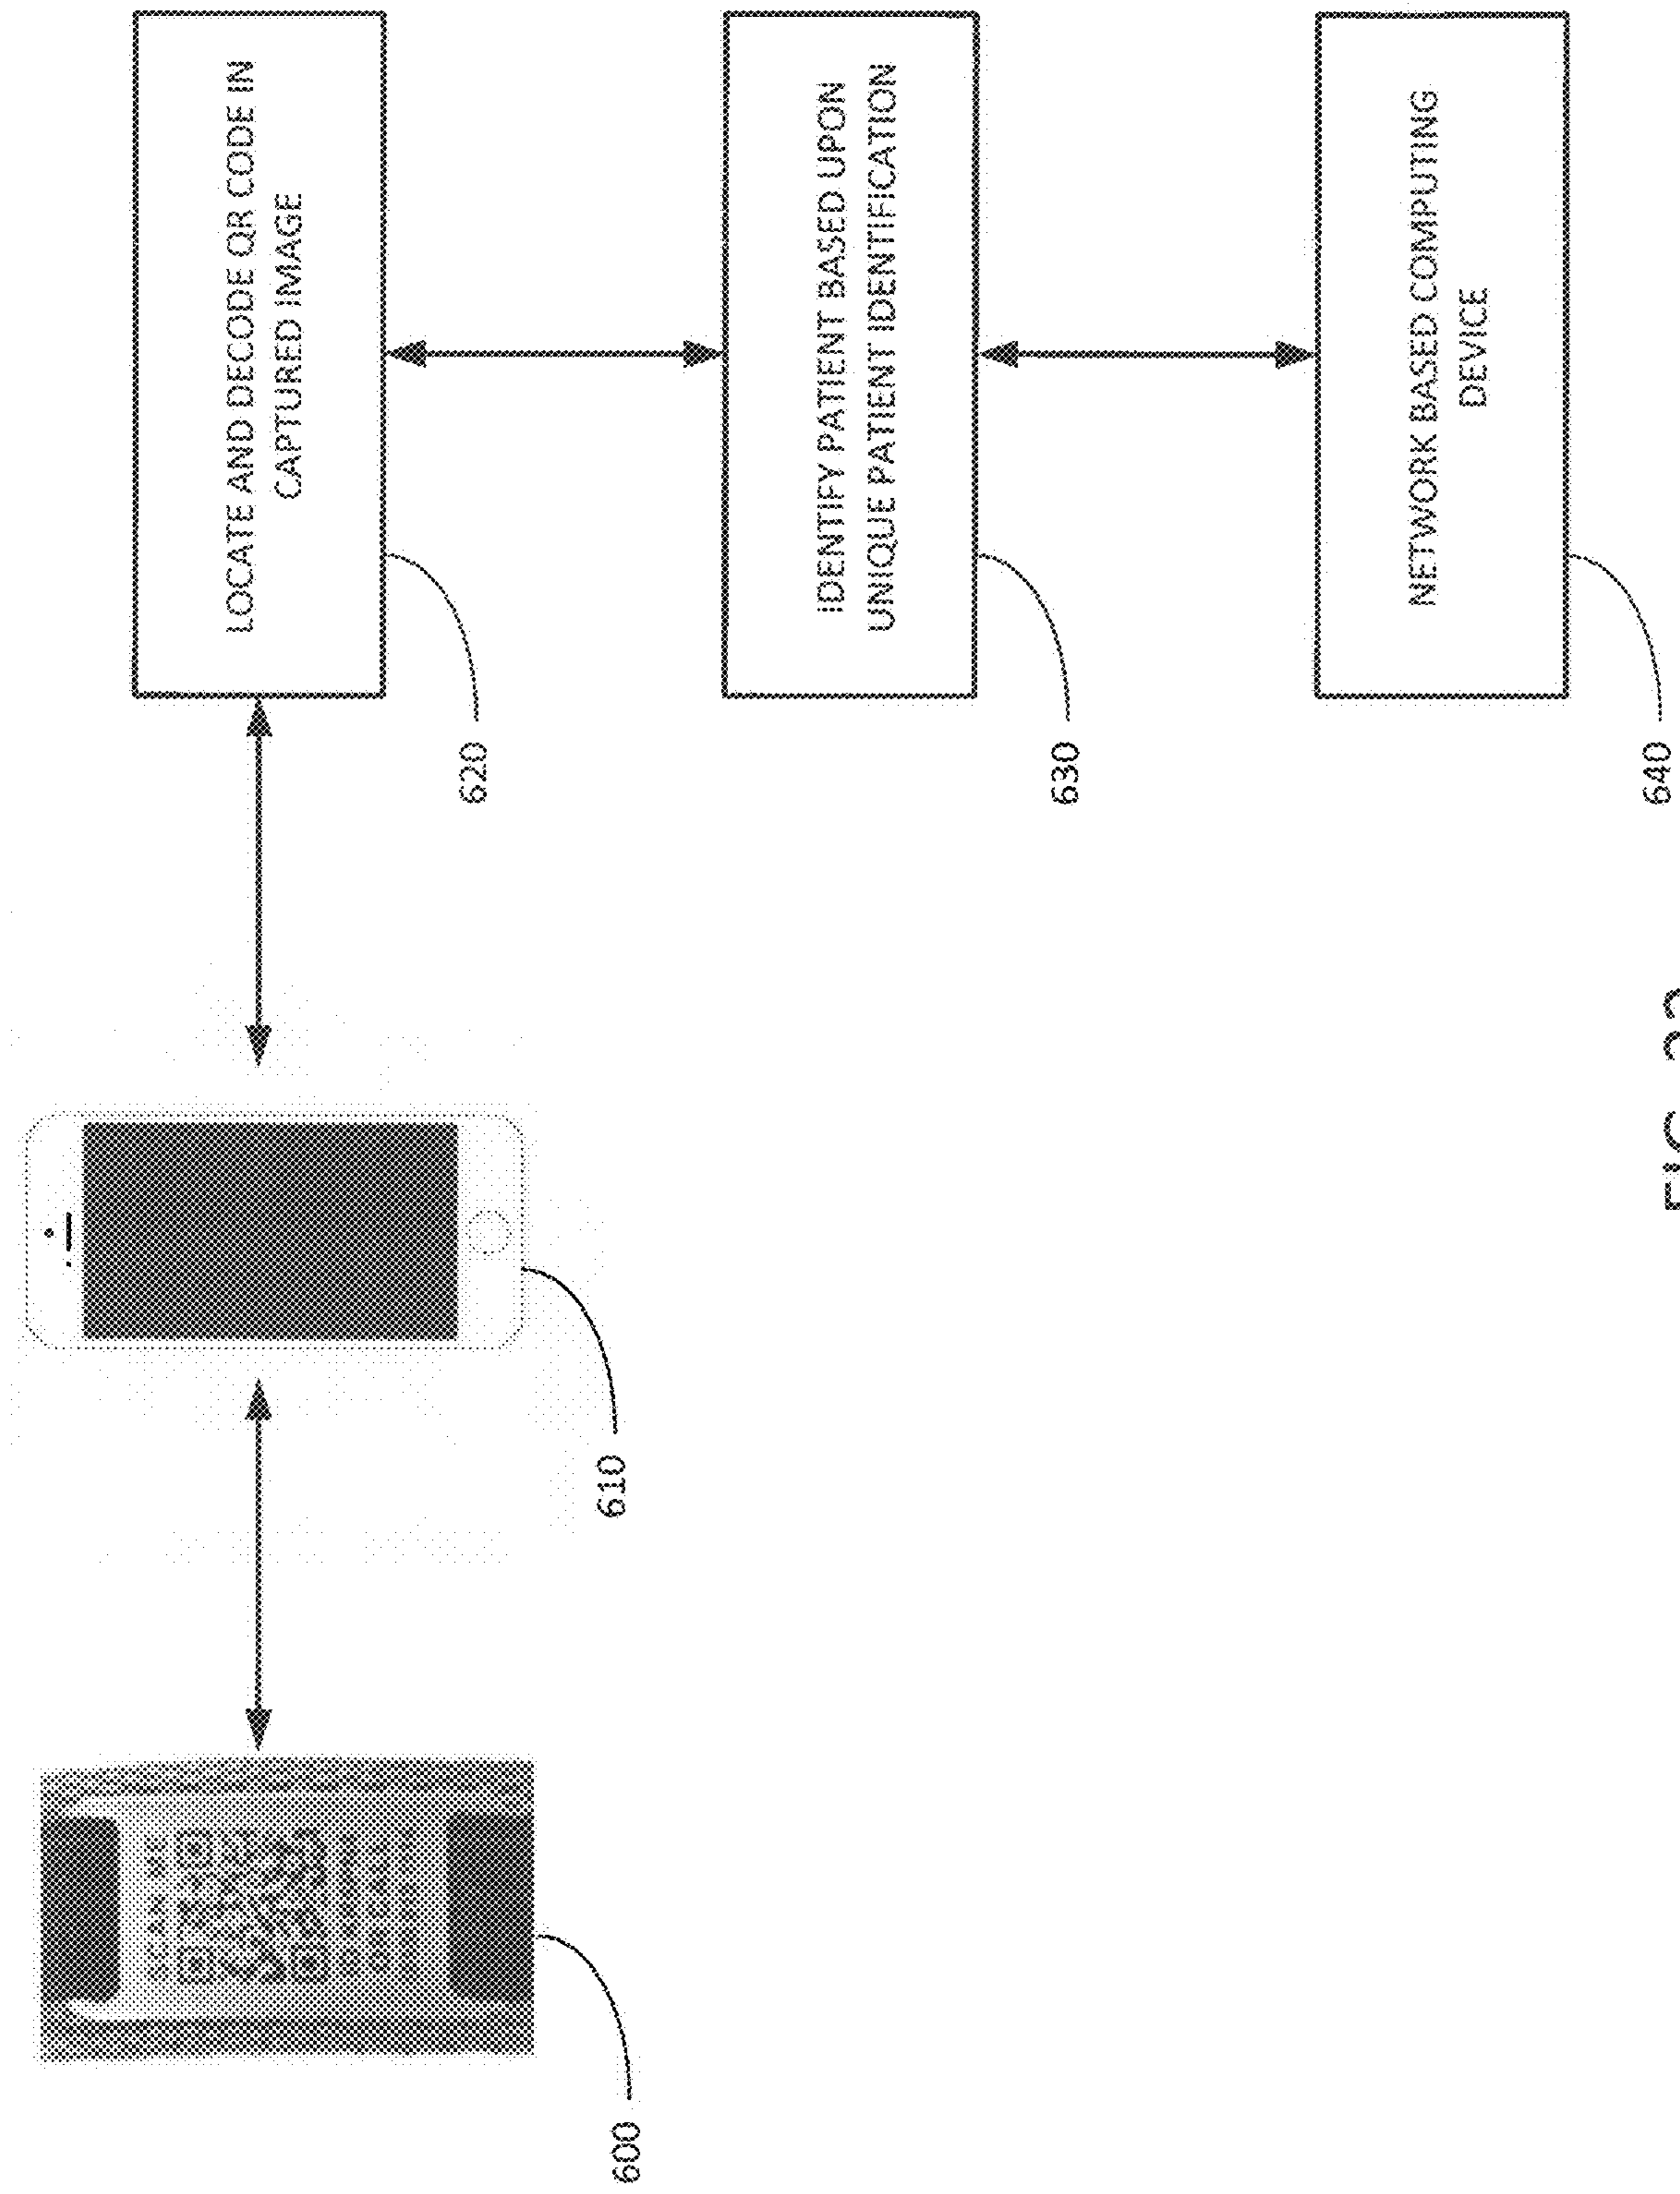 LOCATE AND DECODE QR CODE IN
CAPTURED IMAGE
620
610
600
IDENTIFY PATIENT BASED UPON
UNIQUE PATIENT IDENTIFICATION
630
NETWORK BASED COMPUTING
DEVICE
640
FIG.